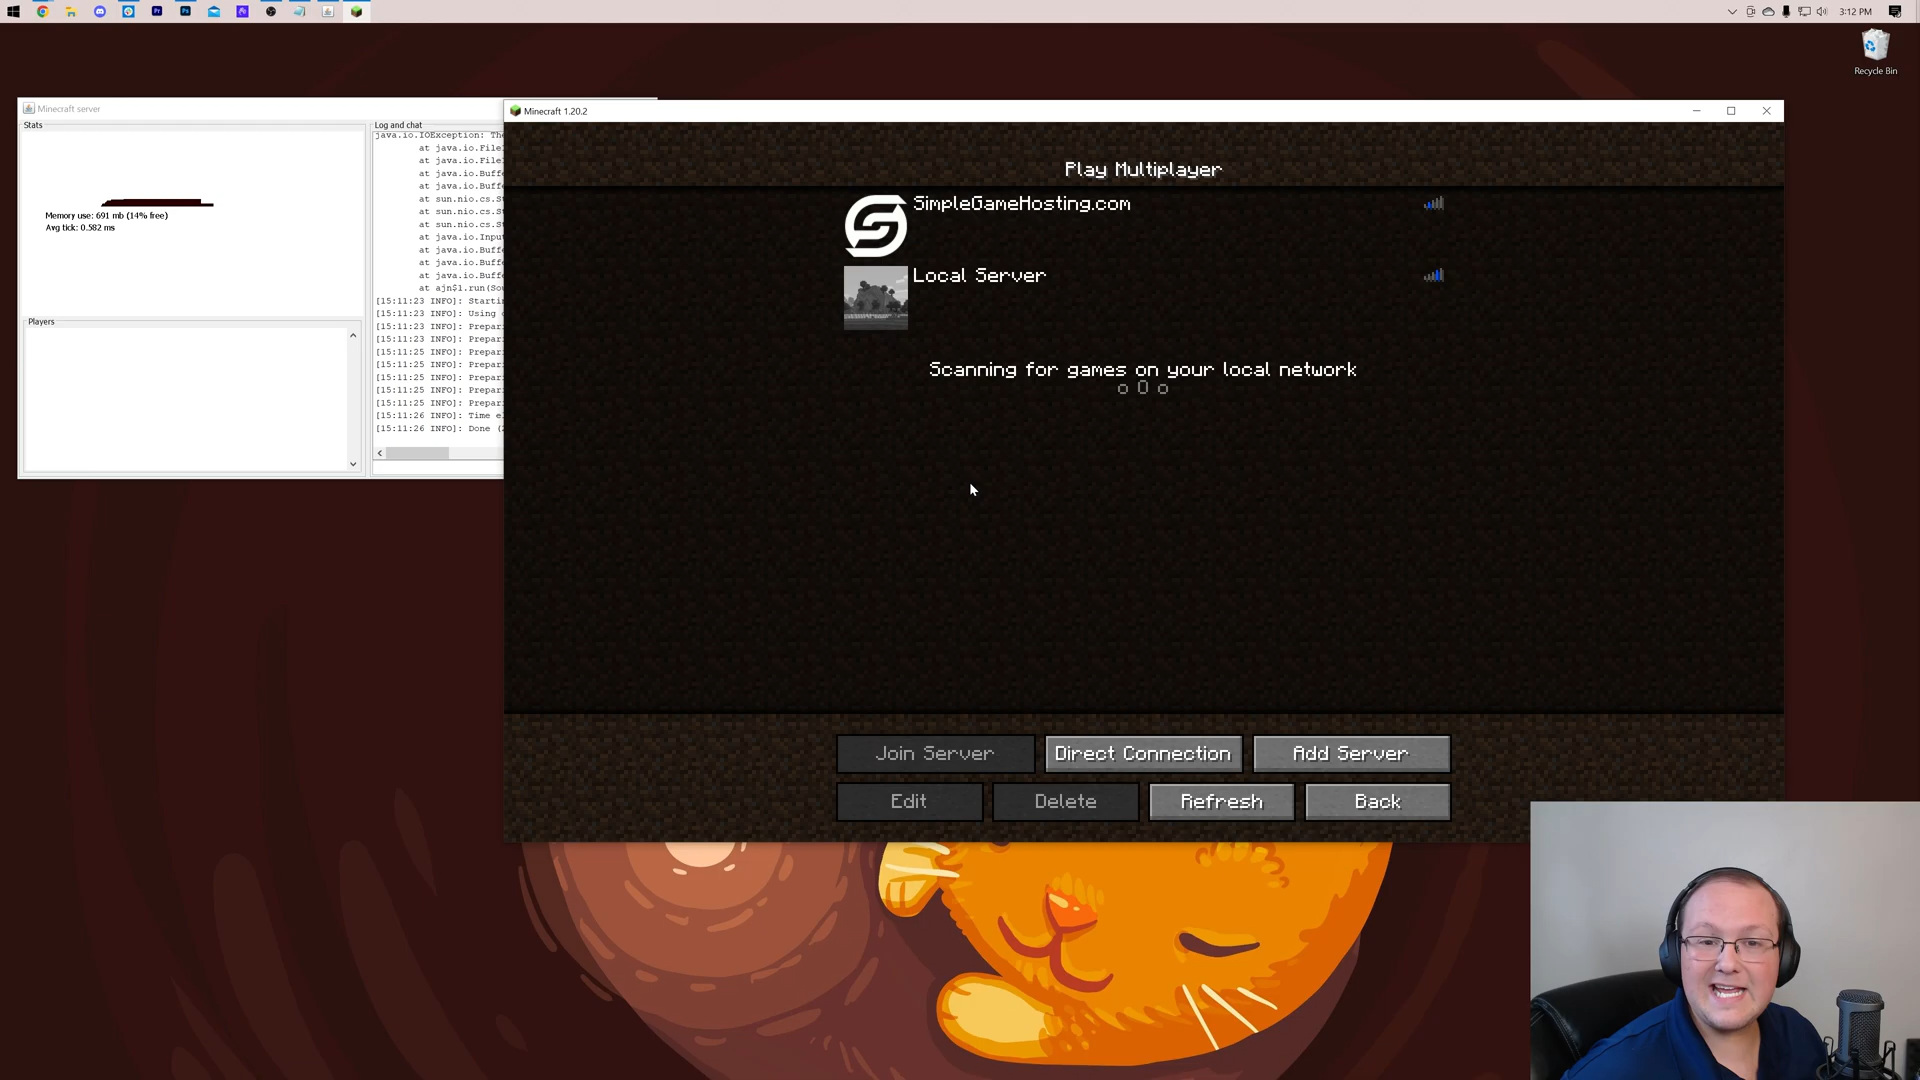 3:12 PM
Recycle Bin
Minecraft server
Stats
Memory use: 691 mb (14% free)
Avg tick: 0.582 ms
Players
Log and chat
java.io.IOException: The
at java.io.File
at java.io.File
at java.io.Buff
at java.io.Buff
at sun.nio.cs.St
at sun.nio.cs.St
at sun.nio.cs.St
at java.io.Inpu
at java.io.Buff
at java.io.Buff
at java.io.Buff
at ajn$1.run(Sou
[15:11:23 INFO]: Starti
[15:11:23 INFO]: Using
[15:11:23 INFO]: Prepar
[15:11:23 INFO]: Prepar
[15:11:25 INFO]: Prepar
[15:11:25 INFO]: Prepar
[15:11:25 INFO]: Prepar
[15:11:25 INFO]: Prepar
[15:11:25 INFO]: Prepar
[15:11:26 INFO]: Time el
[15:11:26 INFO]: Done (
Minecraft 1.20.2
Play Multiplayer
SimpleGameHosting.com
Local Server
Scanning for games on your local network
o O o
Join Server
Direct Connection
Add Server
Edit
Delete
Refresh
Back